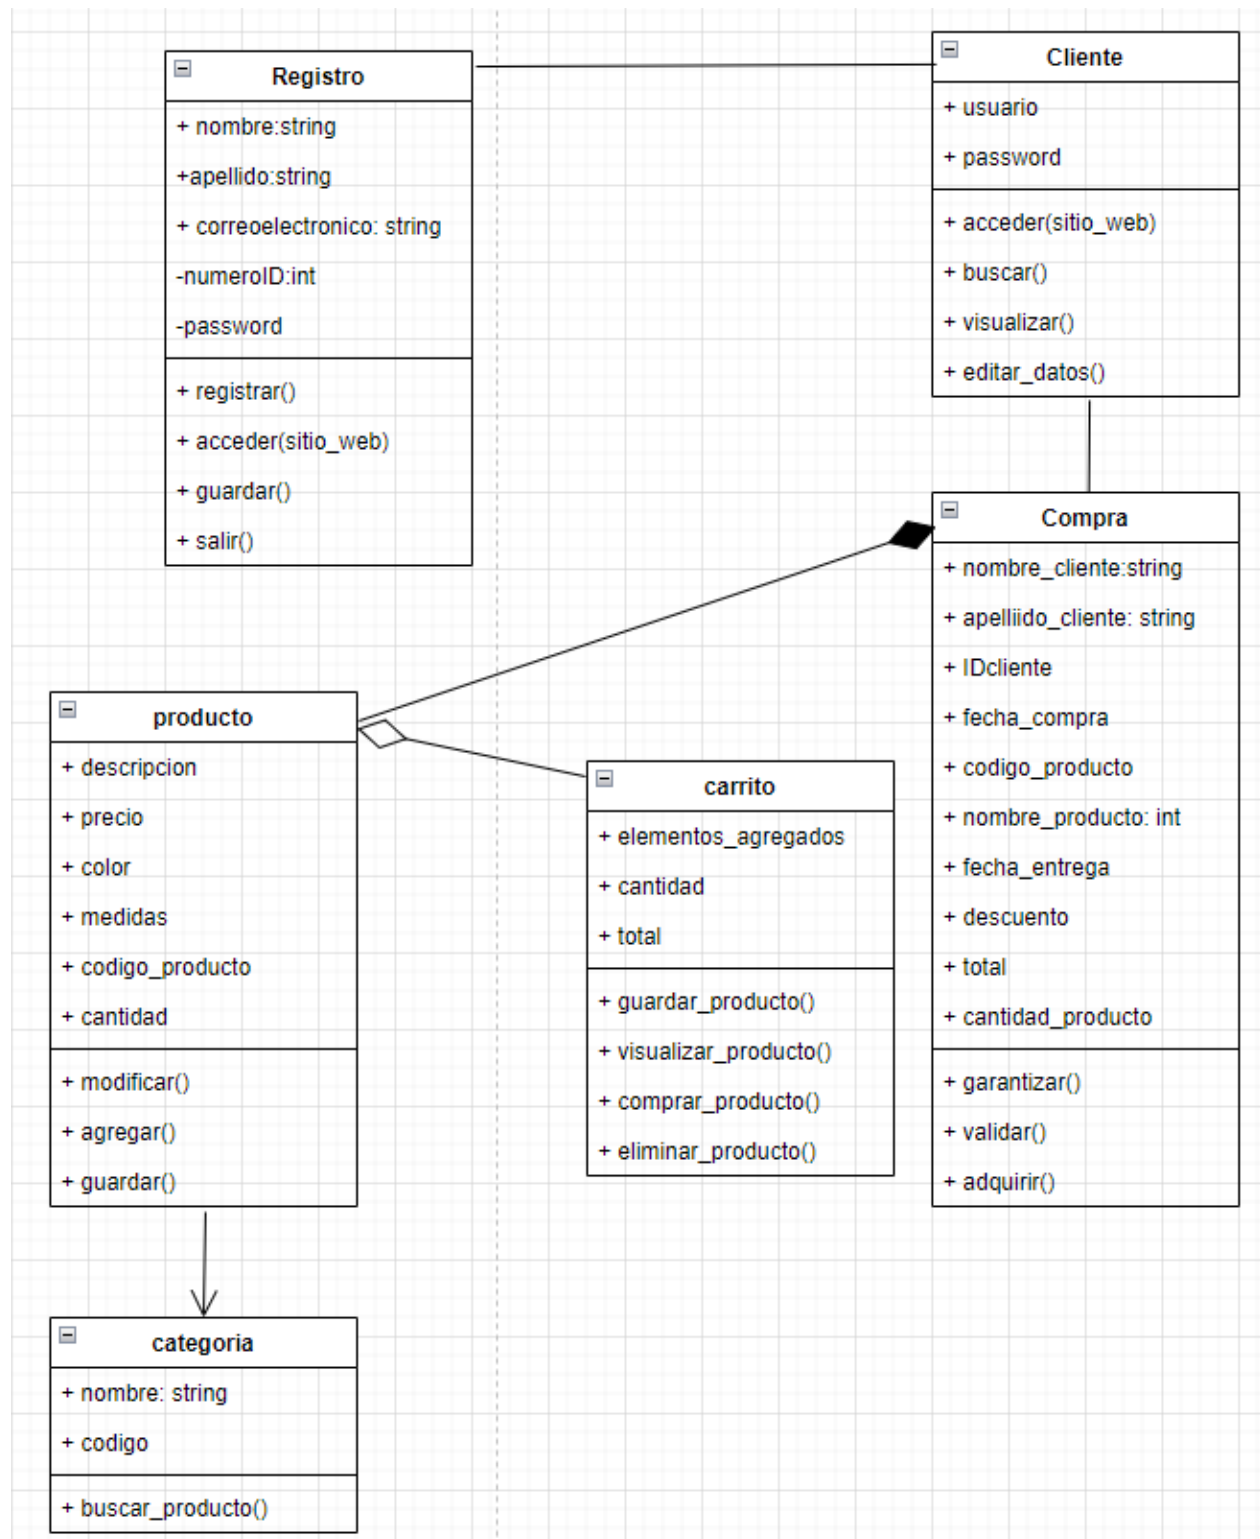 Registro
+ nombre:string
+apellido:string
+ correoelectronico: string
-numeroID:int
-password
+ registrar()
+ acceder(sitio_web)
+ guardar()
+ salir()
Cliente
+ usuario
+ password
+ acceder(sitio_web)
+ buscar()
+ visualizar()
+ editar_datos()
Compra
+ nombre_cliente:string
+ apelliido_cliente: string
+ IDcliente
+ fecha_compra
+ codigo_producto
+ nombre_producto: int
+ fecha_entrega
+ descuento
+ total
+ cantidad_producto
+ garantizar()
+ validar()
+ adquirir()
producto
+ descripcion
+ precio
+ color
+ medidas
+ codigo_producto
+ cantidad
+ modificar()
+ agregar()
+ guardar()
carrito
+ elementos_agregados
+ cantidad
+ total
+ guardar_producto()
+ visualizar_producto()
+ comprar_producto()
+ eliminar_producto()
categoria
+ nombre: string
+ codigo
+ buscar_producto()